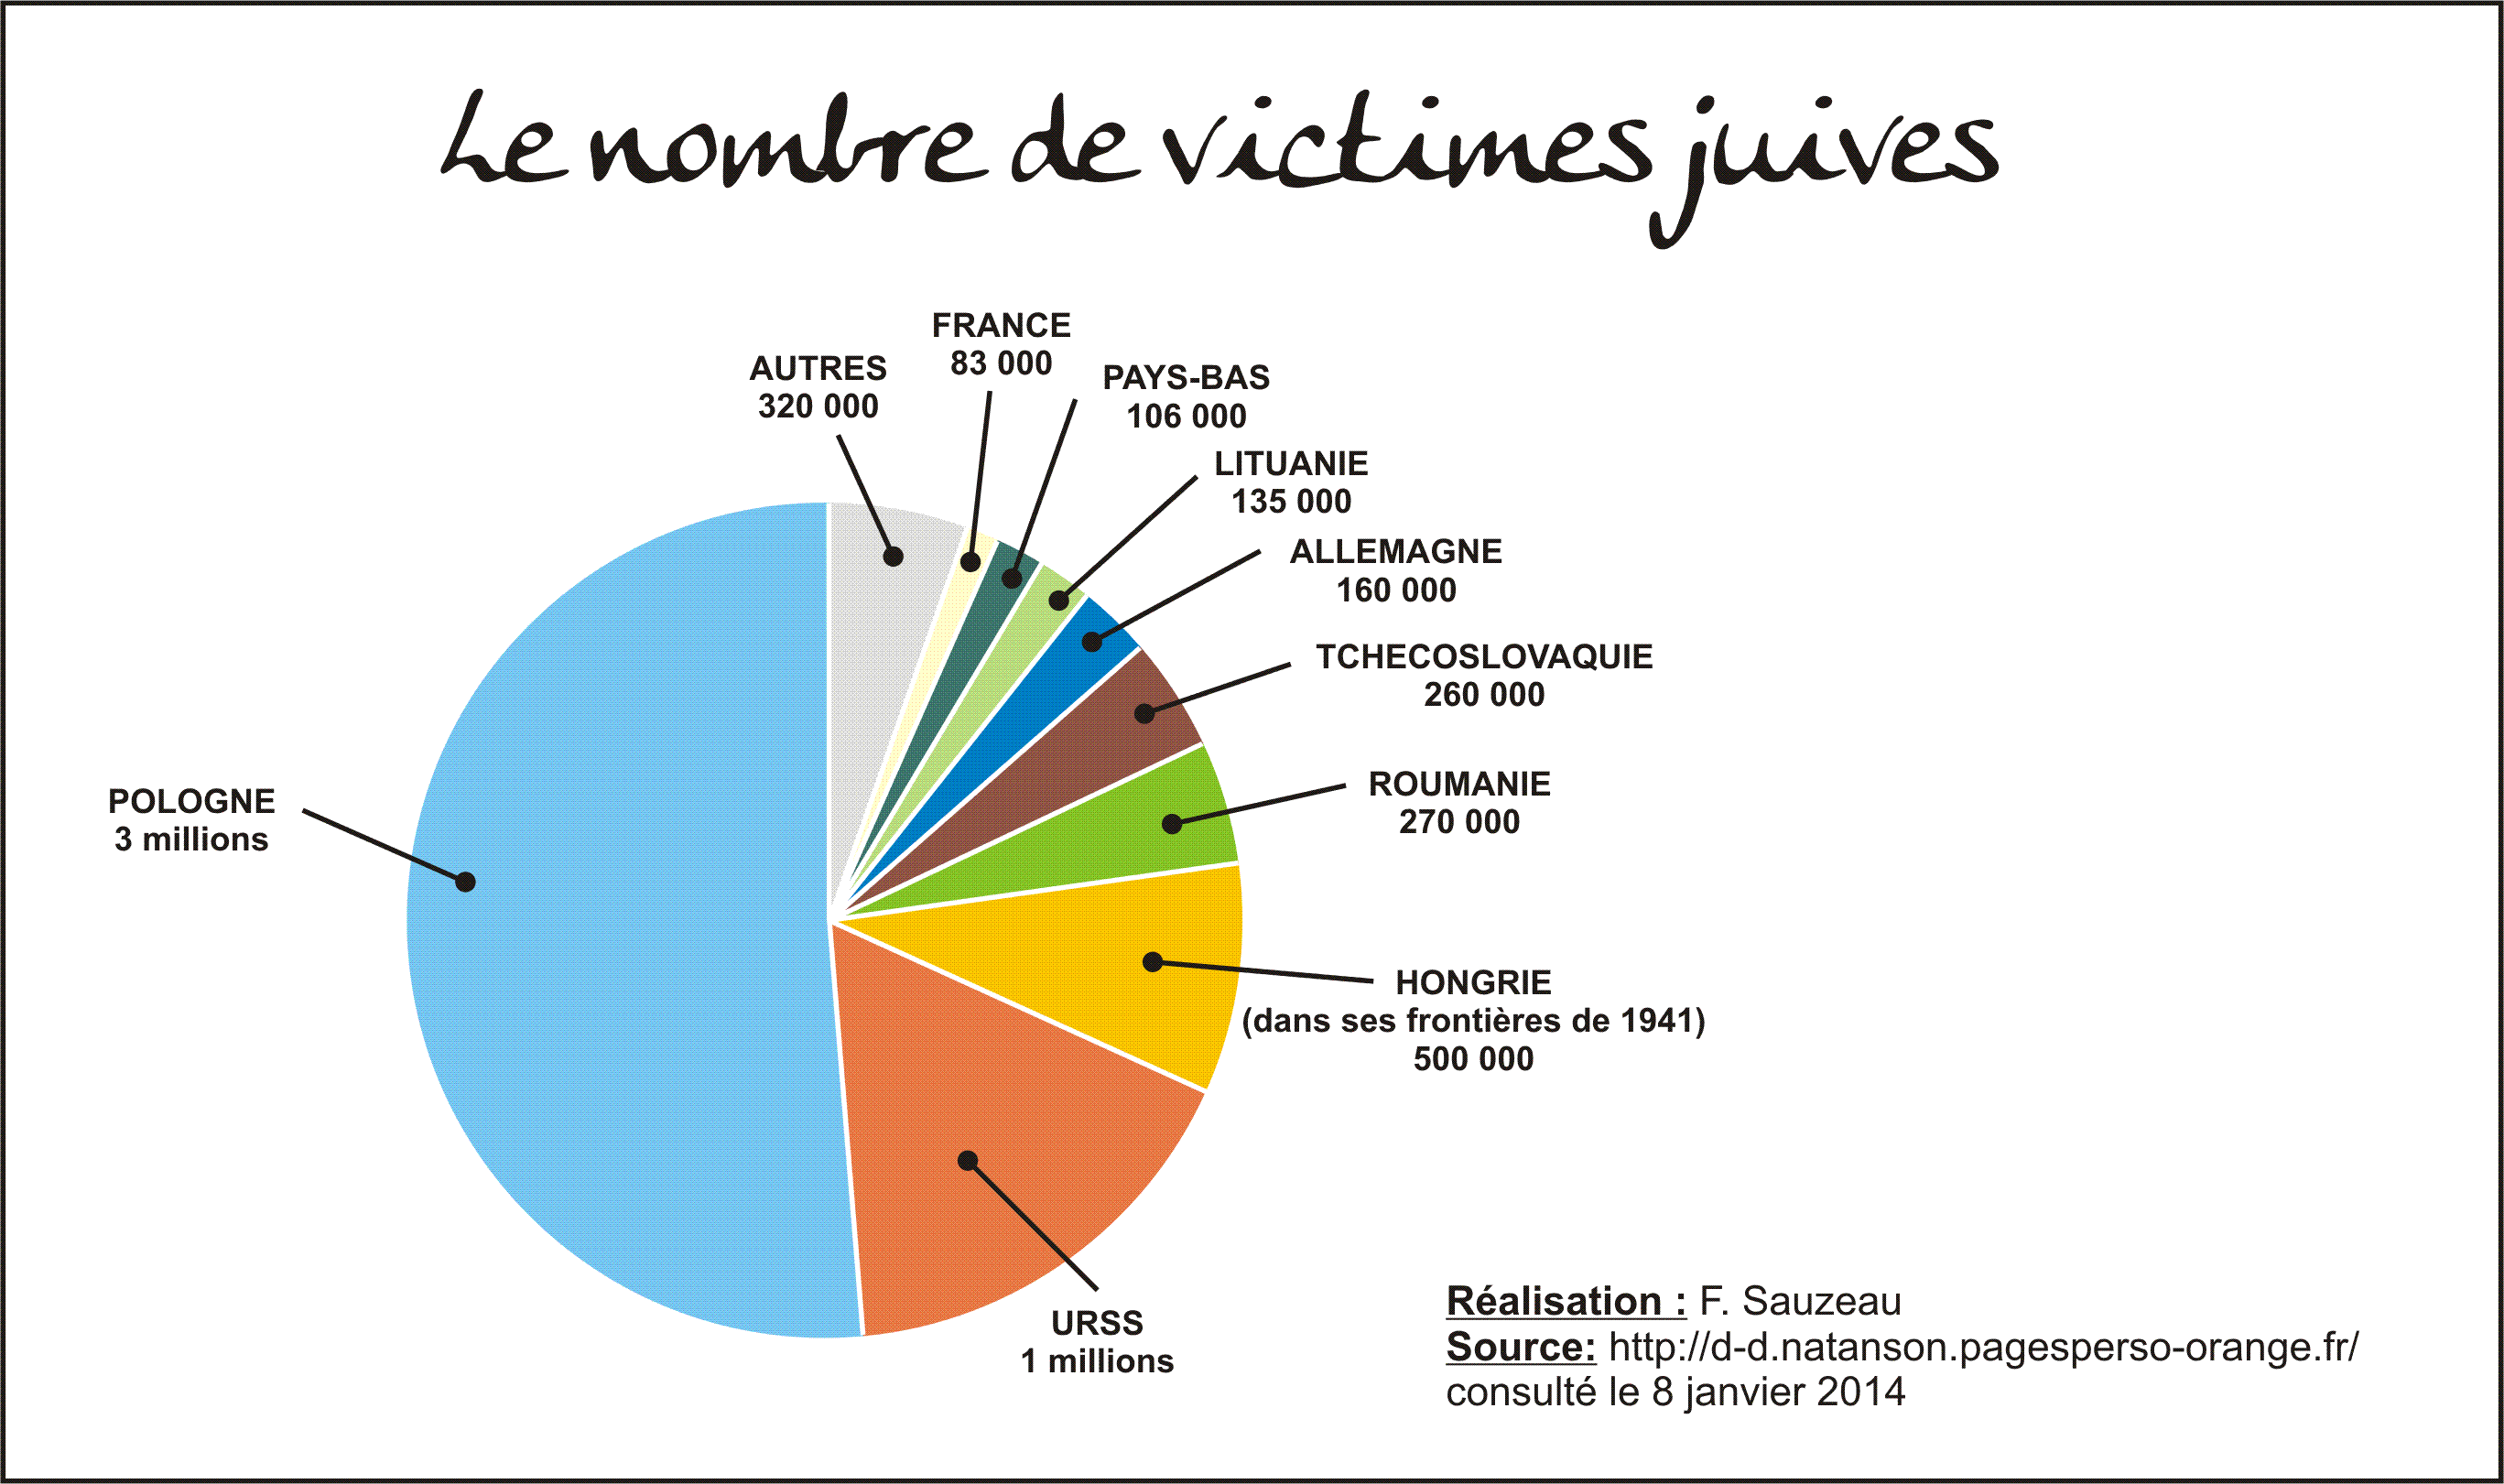 Le nombre de victimes juives
FRANCE
83 000
AUTRES
320 000
PAYS-BAS
106 000
LITUANIE
135 000
ALLEMAGNE
160 000
TCHECOSLOVAQUIE
260 000
ROUMANIE
270 000
POLOGNE
3 millions
HONGRIE
(dans ses frontières de 1941)
500 000
URSS
1 millions
Réalisation : F. Sauzeau
Source: http://d-d.natanson.pagesperso-orange.fr/
consulté le 8 janvier 2014